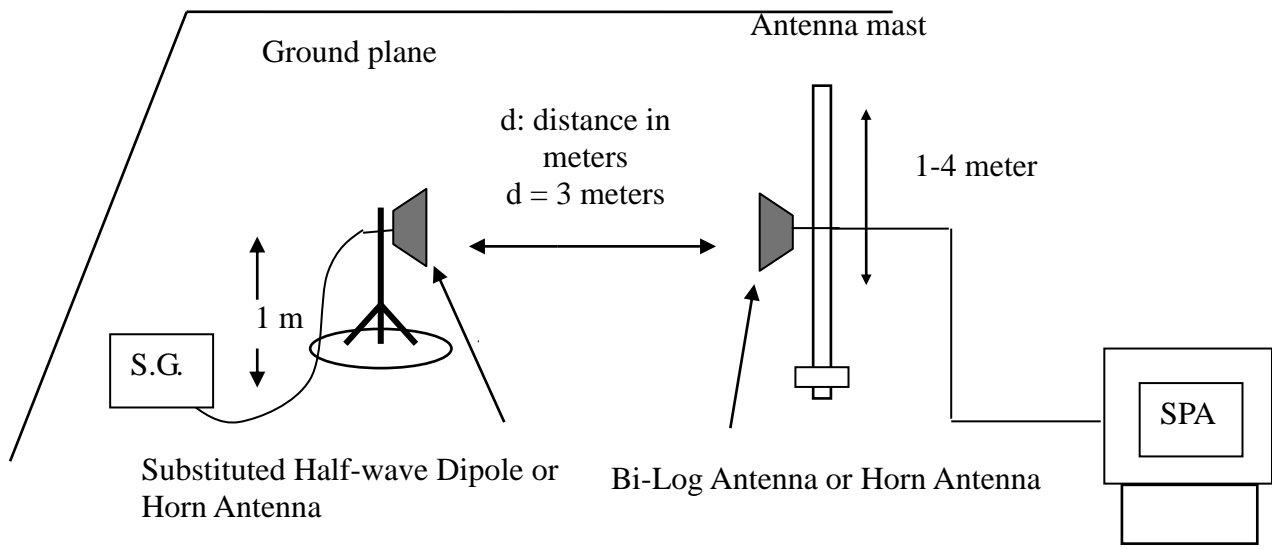 Ground plane
Antenna mast
d: distance in
meters
d = 3 meters
1-4 meter
1 m
S.G.
SPA
Substituted Half-wave Dipole or
Horn Antenna
Bi-Log Antenna or Horn Antenna